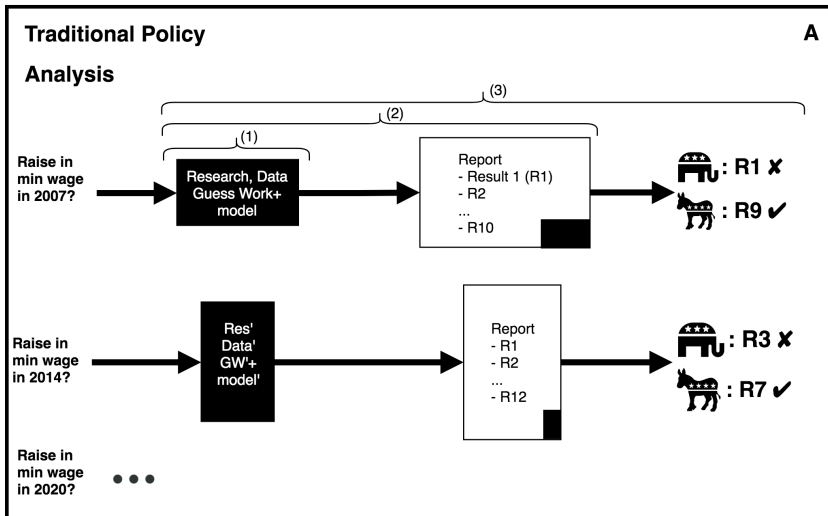 Traditional Policy
Analysis
A
(3)
(2)
(1)
Raise in
min wage
in 2007?
Research, Data
Guess Work+
model
Report
- Result 1 (R1)
- R2
...
- R10
: R1 ✘
: R9 ✔
Raise in
min wage
in 2014?
Res'
Data'
GW'+
model'
Report
- R1
- R2
...
- R12
: R3 ✘
: R7 ✔
Raise in
min wage
in 2020?